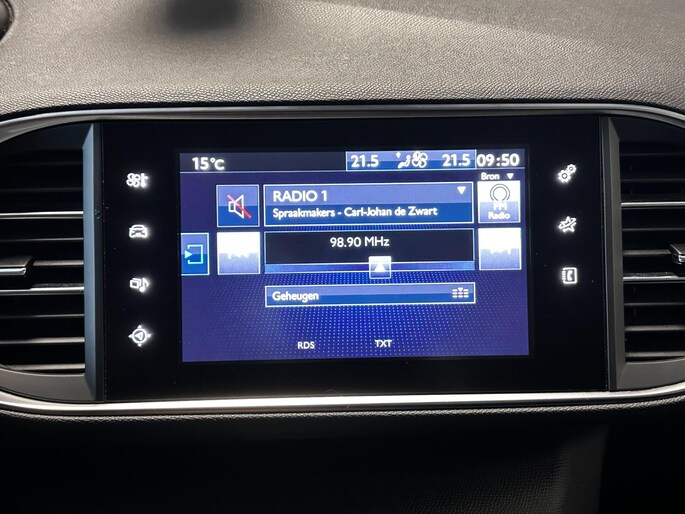 15°C 21.5 21.5 09:50
Bron
RADIO 1
Spraakmakers - Carl-Johan de Zwart
FM
Radio
98.90 MHz
Geheugen
RDS TXT